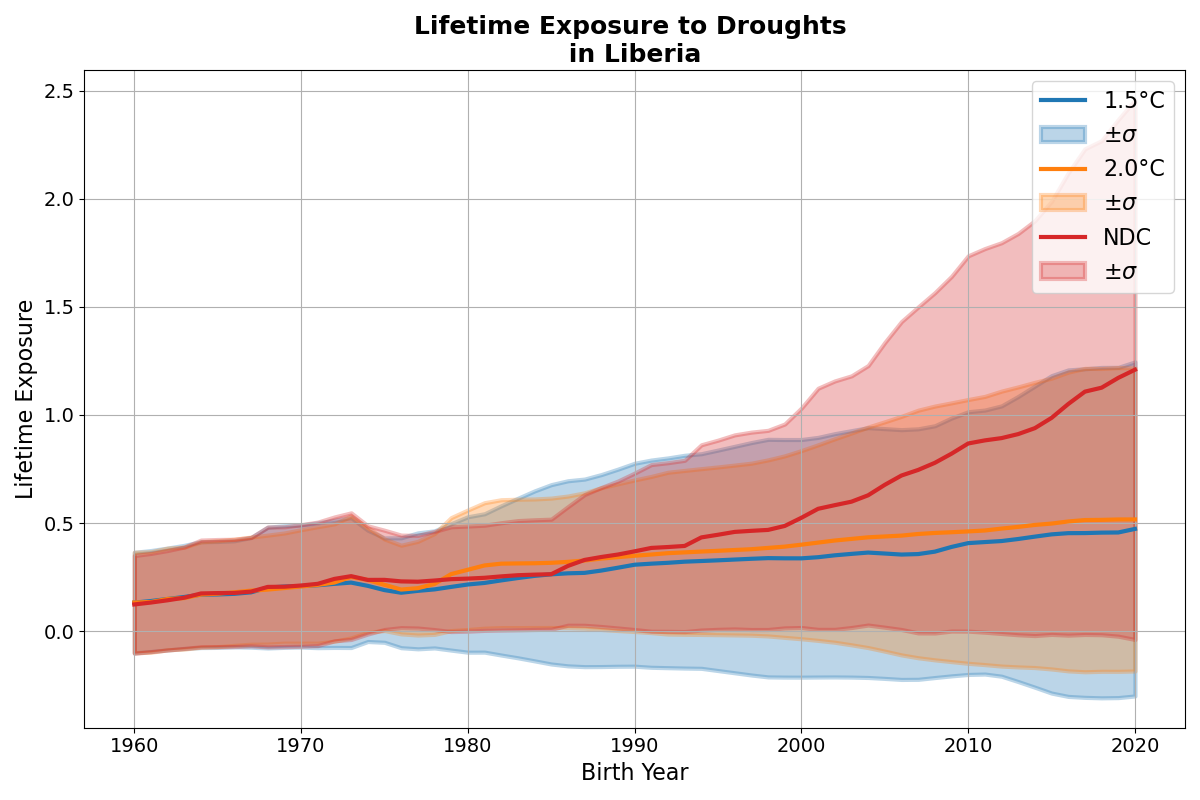 Lifetime Exposure to Droughts
in Liberia
2.5
2.0
1.5
1.0
0.5
0.0
Lifetime Exposure
1.5°C
±σ
2.0°C
±σ
NDC
±σ
1960
1970
1980
1990
2000
2010
2020
Birth Year